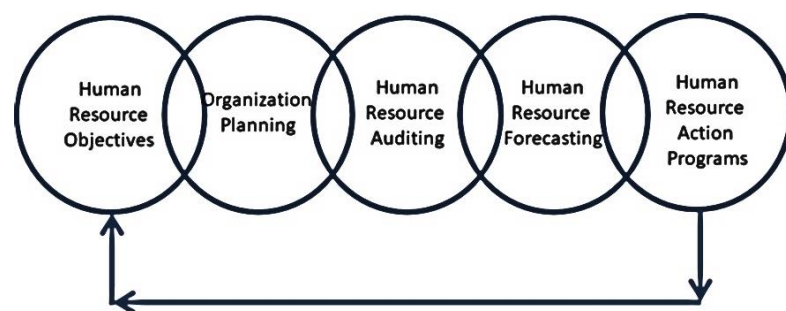 Human
Resource
Objectives
Organization
Planning
Human
Resource
Auditing
Human
Resource
Forecasting
Human
Resource
Action
Programs